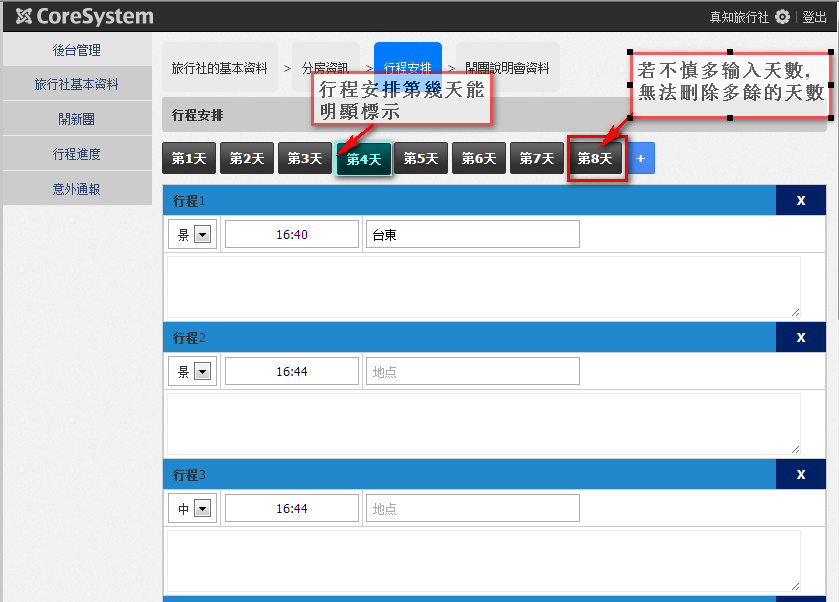 CoreSystem
真知旅行社 | 登出
後台管理
旅行社基本資料
開新團
行程進度
意外通報
旅行社的基本資料 > 分房資訊 > 行程安排 > 開團說明會資料
行程安排第幾天能
明顯標示
若不慎多输入天數,
無法刪除多餘的天數
行程安排
第1天 第2天 第3天 第4天 第5天 第6天 第7天 第8天 +
行程1 X
景 16:40 台東
行程2 X
景 16:44 地点
行程3 X
中 16:44 地点